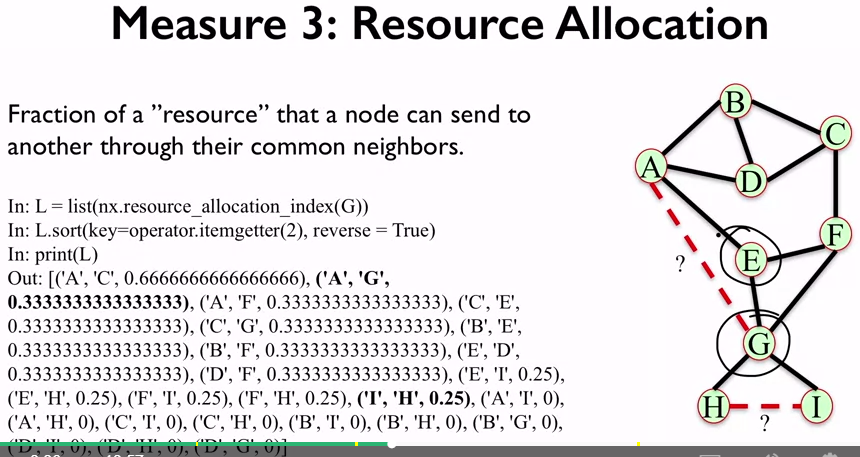 Measure 3: Resource Allocation
Fraction of a ”resource” that a node can send to
another through their common neighbors.
In: L = list(nx.resource_allocation_index(G))
In: L.sort(key=operator.itemgetter(2), reverse = True)
In: print(L)
Out: [('A', 'C', 0.6666666666666666), ('A', 'G',
0.3333333333333333), ('A', 'F', 0.3333333333333333), ('C', 'E',
0.3333333333333333), ('C', 'G', 0.3333333333333333), ('B', 'E',
0.3333333333333333), ('B', 'F', 0.3333333333333333), ('E', 'D',
0.3333333333333333), ('D', 'F', 0.3333333333333333), ('E', 'I', 0.25),
('E', 'H', 0.25), ('F', 'I', 0.25), ('F', 'H', 0.25), ('I', 'H', 0.25), ('A', 'I', 0),
('A', 'H', 0), ('C', 'I', 0), ('C', 'H', 0), ('B', 'I', 0), ('B', 'H', 0), ('B', 'G', 0),
('D', 'I', 0), ('D', 'H', 0), ('D', 'G', 0)]
B
C
A
D
F
E
?
G
H
I
?